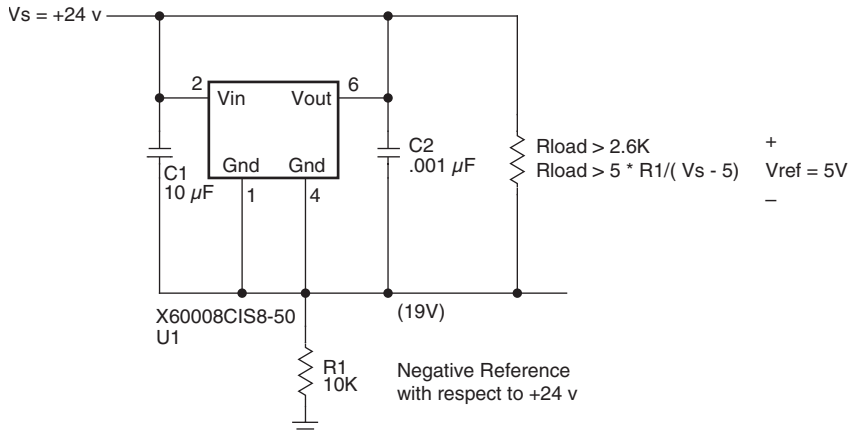 Vs = +24 v
2
6
Vin
Vout
Gnd
Gnd
C1
10 µF
1
4
C2
.001 µF
Rload > 2.6K
Rload > 5 * R1/( Vs - 5)
+
Vref = 5V
–
X60008CIS8-50
U1
(19V)
R1
10K
Negative Reference
with respect to +24 v